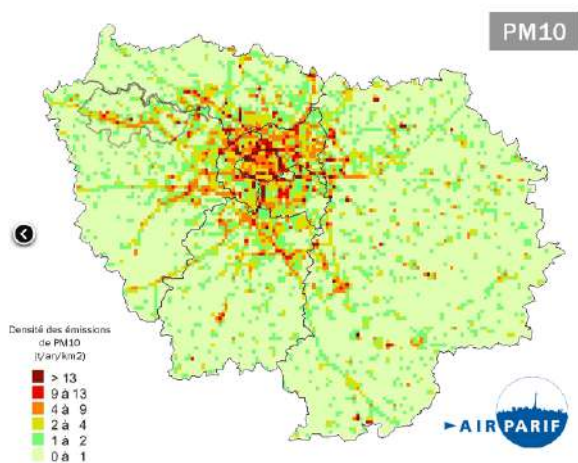 PM10
Densité des émissions
de PM10
(t/an/km2)
> 13
9 à 13
4 à 9
2 à 4
1 à 2
0 à 1
AIRPARIF